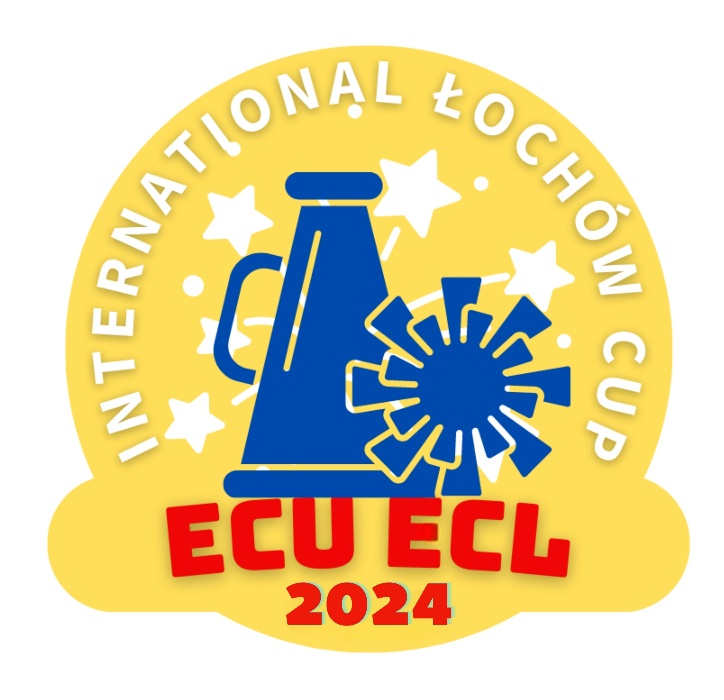 INTERNATIONAL ŁOCHÓW CUP
ECU ECL
2024